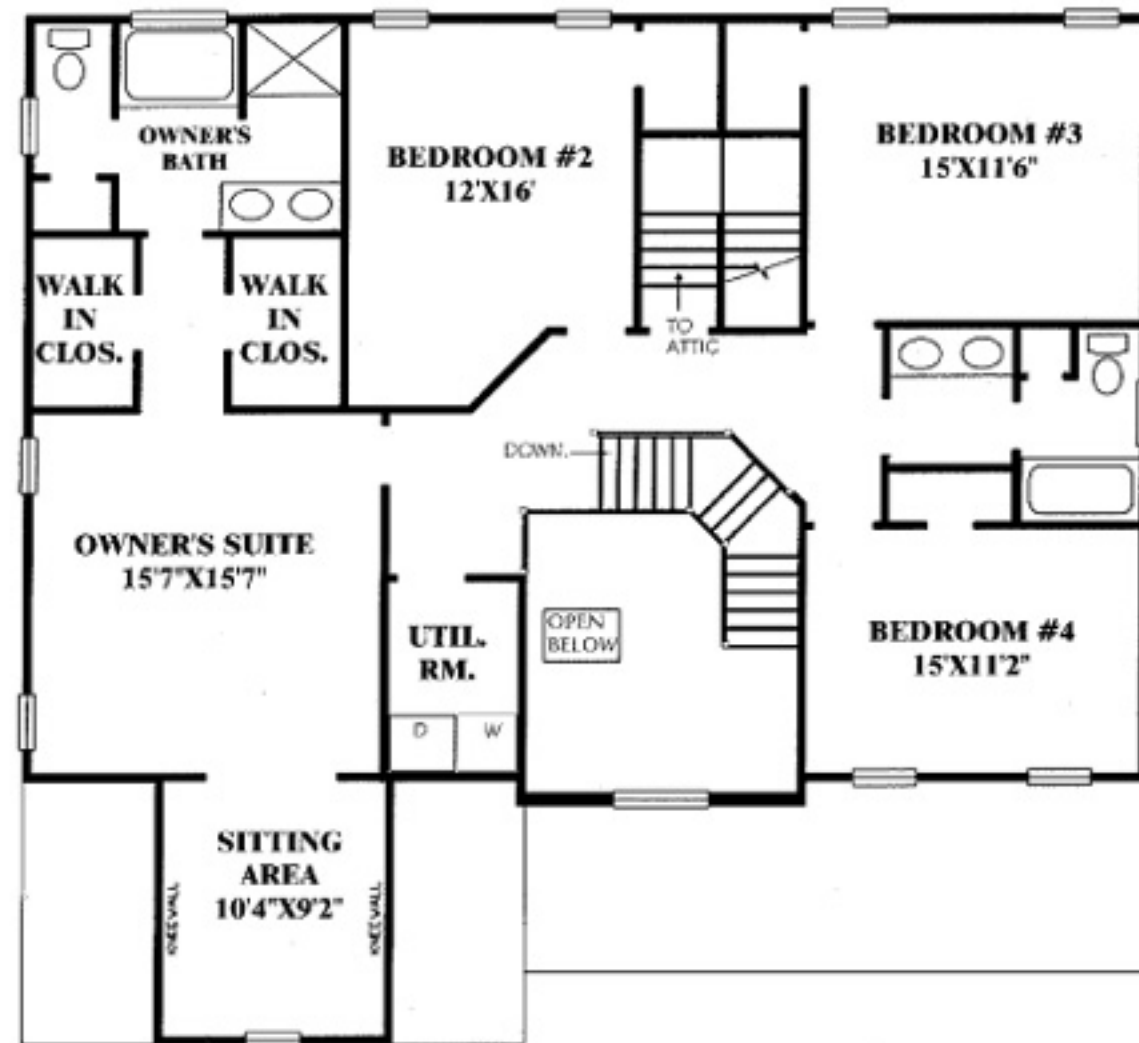 OWNER'S
BATH
BEDROOM #2
12'X16'
BEDROOM #3
15'X11'6"
WALK
IN
CLOS.
WALK
IN
CLOS.
TO
ATTIC
DOWN.
OWNER'S SUITE
15'7"X15'7"
UTIL.
RM.
OPEN
BELOW
BEDROOM #4
15'X11'2"
D
W
SITTING
AREA
10'4"X9'2"